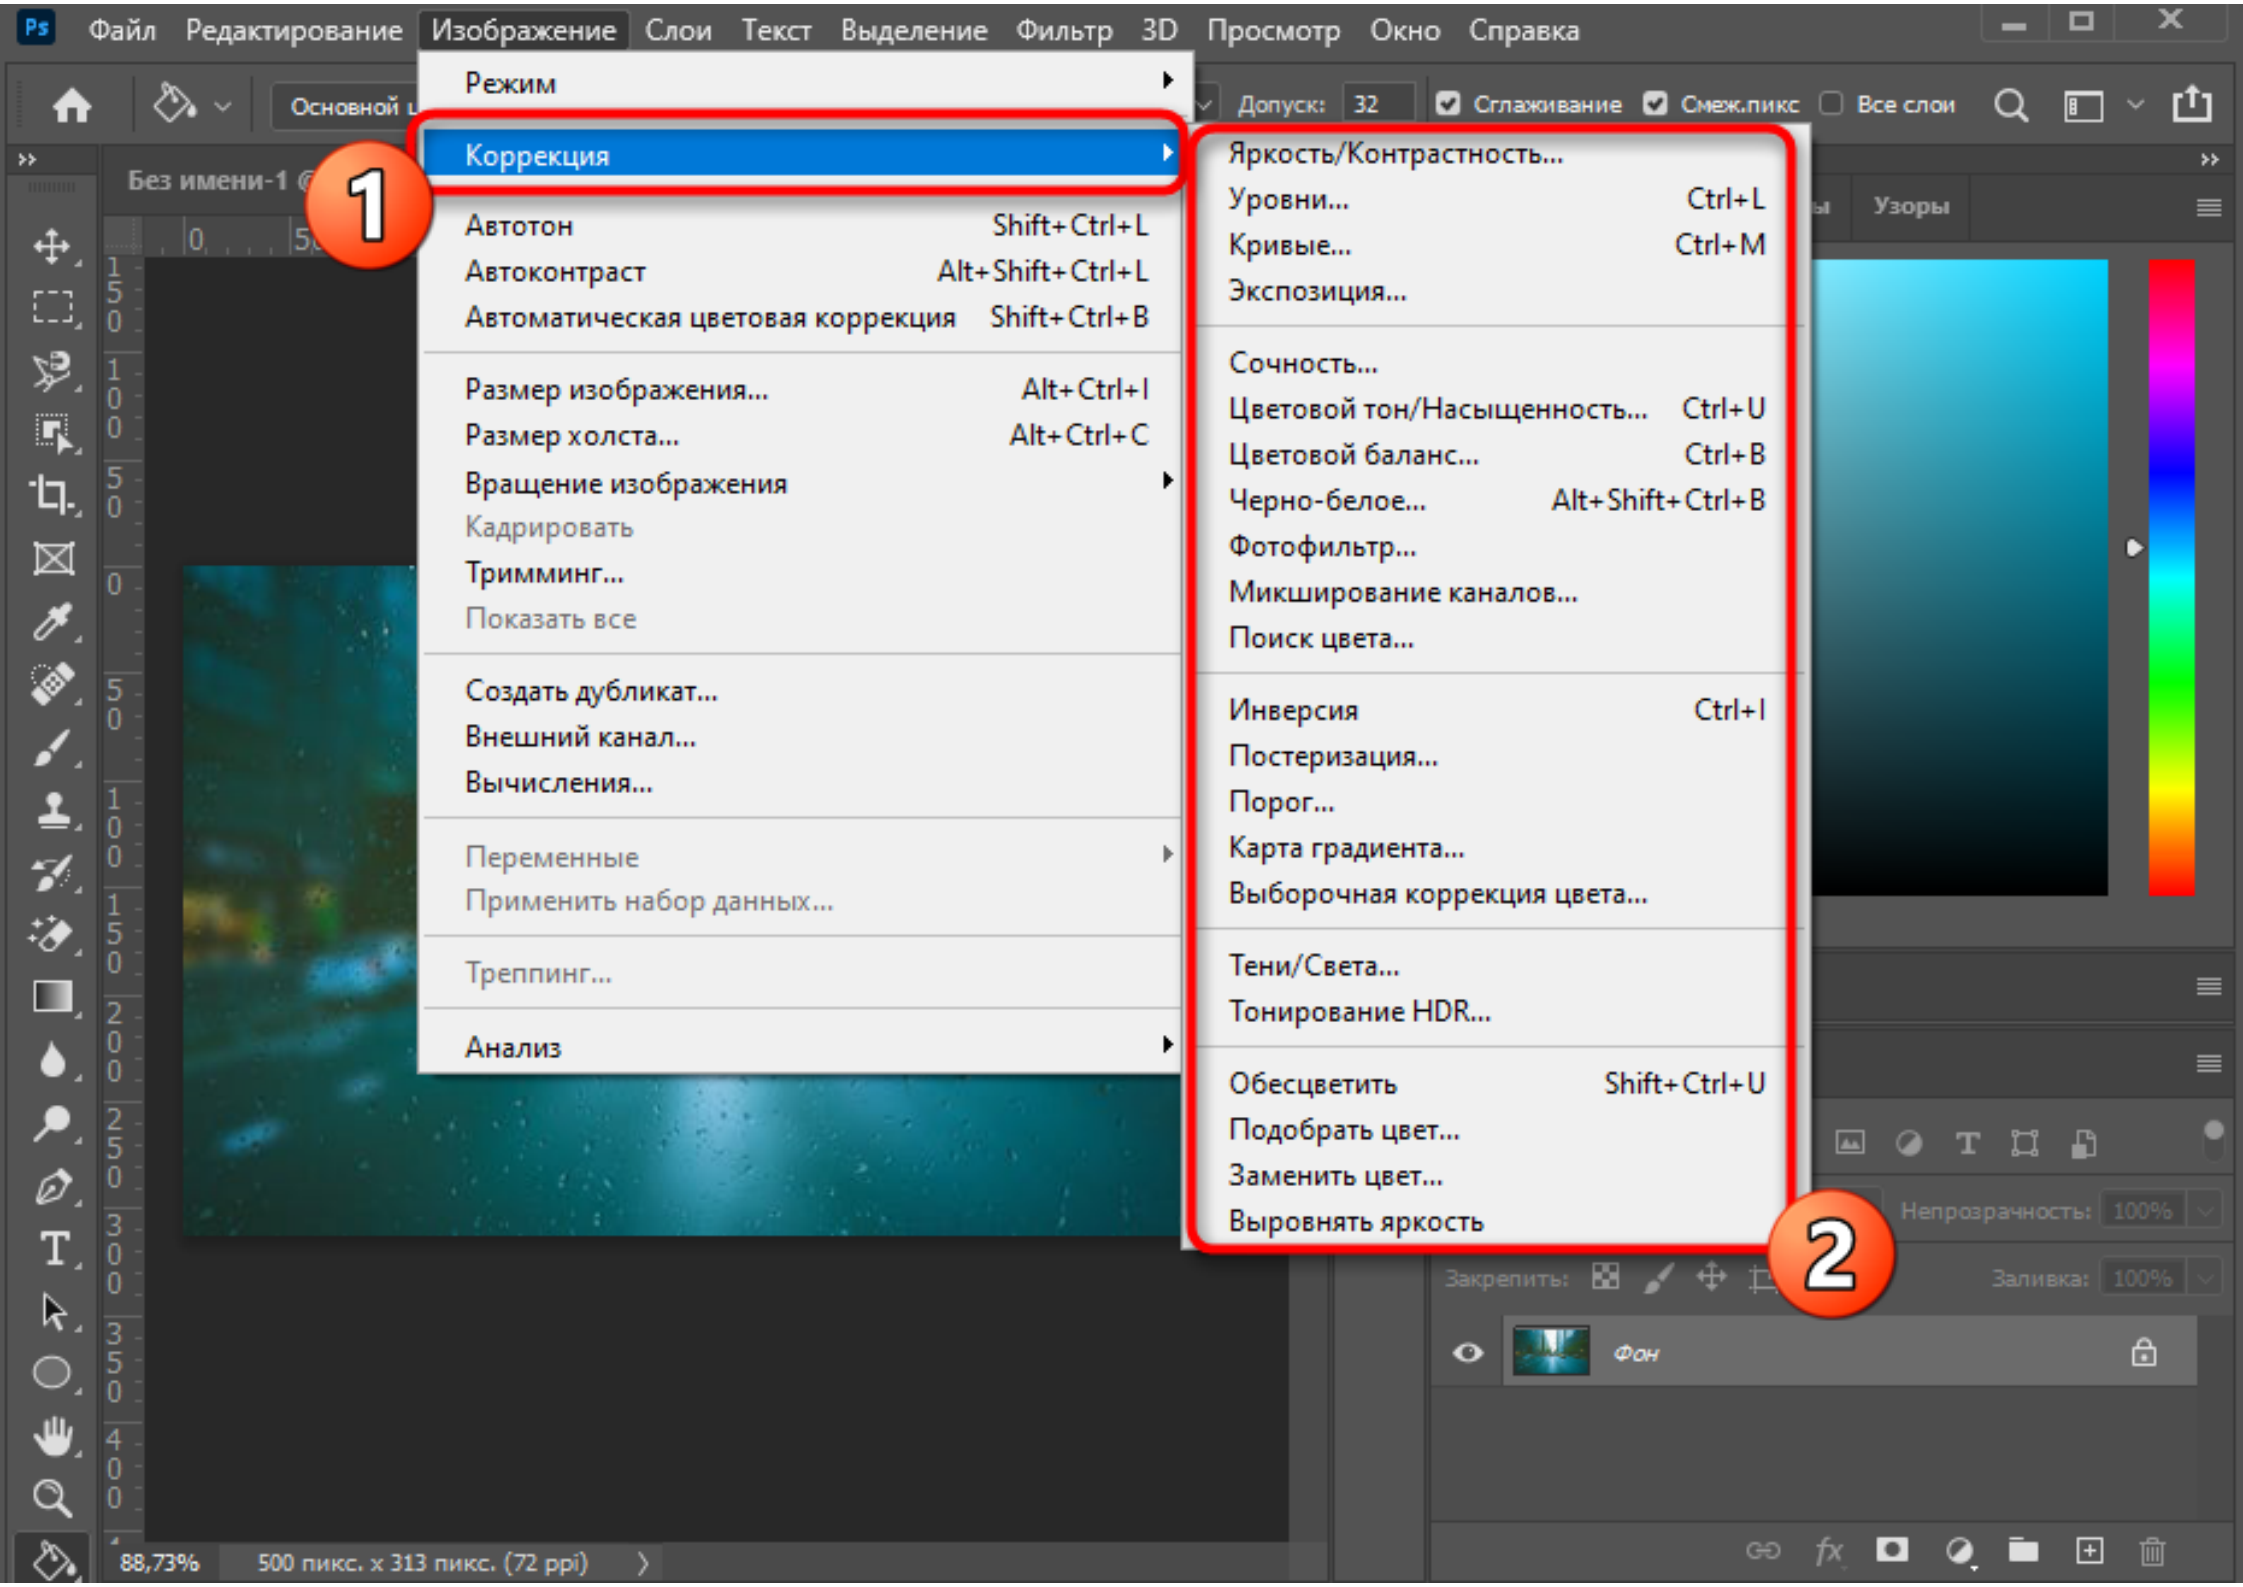 Ps Файл Редактирование Изображение Слои Текст Выделение Фильтр 3D Просмотр Окно Справка
Основной ц Допуск: 32 Сглаживание Смеж.пикс Все слои
Без имени-1 @
Узоры
Режим
Коррекция
Автотон Shift+Ctrl+L
Автоконтраст Alt+Shift+Ctrl+L
Автоматическая цветовая коррекция Shift+Ctrl+B
Размер изображения... Alt+Ctrl+I
Размер холста... Alt+Ctrl+C
Вращение изображения
Кадрировать
Тримминг...
Показать все
Создать дубликат...
Внешний канал...
Вычисления...
Переменные
Применить набор данных...
Треппинг...
Анализ
1
Яркость/Контрастность...
Уровни... Ctrl+L
Кривые... Ctrl+M
Экспозиция...
Сочность...
Цветовой тон/Насыщенность... Ctrl+U
Цветовой баланс... Ctrl+B
Черно-белое... Alt+Shift+Ctrl+B
Фотофильтр...
Микширование каналов...
Поиск цвета...
Инверсия Ctrl+I
Постеризация...
Порог...
Карта градиента...
Выборочная коррекция цвета...
Тени/Света...
Тонирование HDR...
Обесцветить Shift+Ctrl+U
Подобрать цвет...
Заменить цвет...
Выровнять яркость
2
Непрозрачность: 100%
Закрепить: Заливка: 100%
Фон
88,73% 500 пикс. x 313 пикс. (72 ppi)